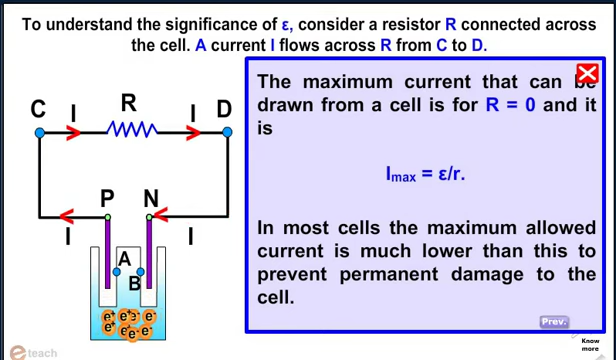 To understand the significance of ε, consider a resistor R connected across
the cell. A current I flows across R from C to D.
The maximum current that can be
drawn from a cell is for R = 0 and it
is
Imax = ε/r.
In most cells the maximum allowed
current is much lower than this to
prevent permanent damage to the
cell.
C I R I D
P N
I I
A
B
e⁺ e⁺ e⁻ e⁻
e⁺ e⁻ e⁻
Prev.
Know
more
e teach